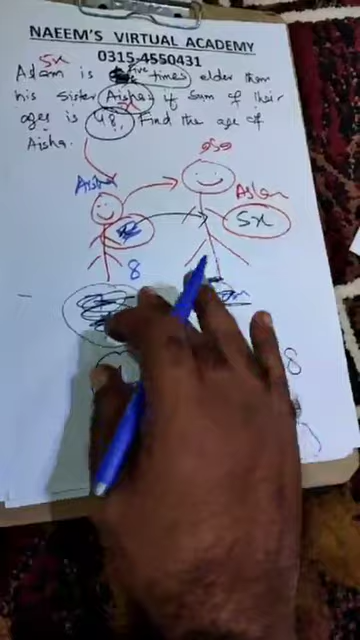 NAEEM'S VIRTUAL ACADEMY
0315-4550431
5x
Aslam is five times elder then
his sister Aisha if Sum of their
ages is 48. Find the age of
Aisha.
Aisha
Aslam
5x
8
8